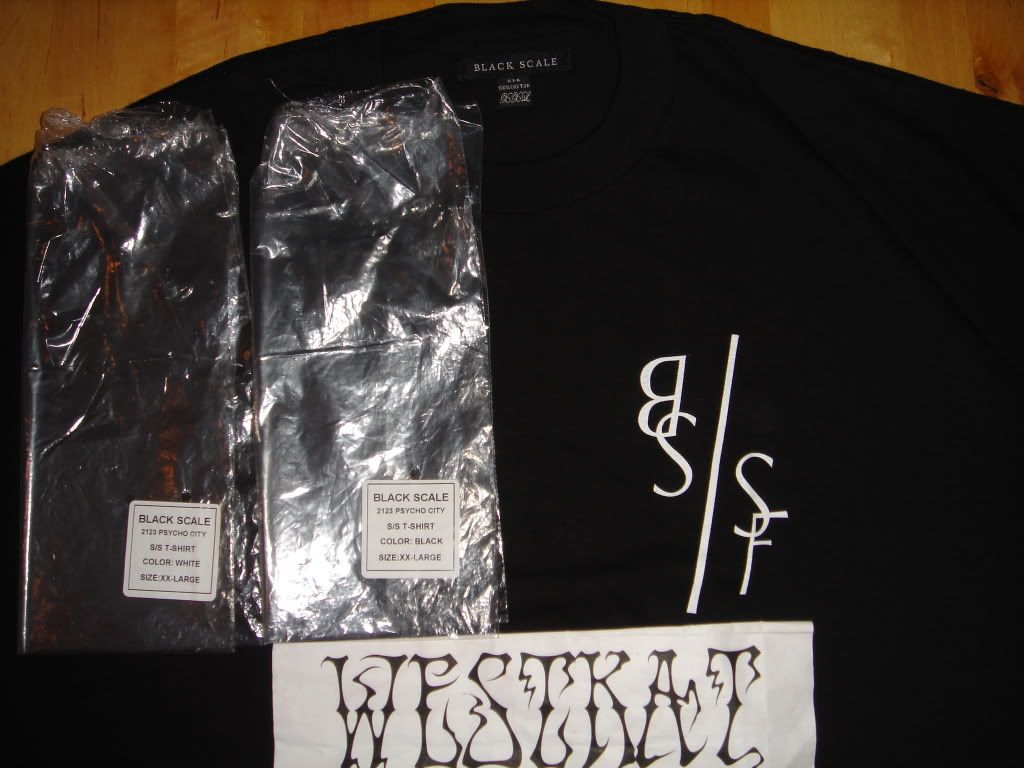 BLACK SCALE
BLACK SCALE
2123 PSYCHO CITY
S/S T-SHIRT
COLOR: WHITE
SIZE:XX-LARGE
BLACK SCALE
2123 PSYCHO CITY
S/S T-SHIRT
COLOR: BLACK
SIZE:XX-LARGE
BS/SF
WESTKAT